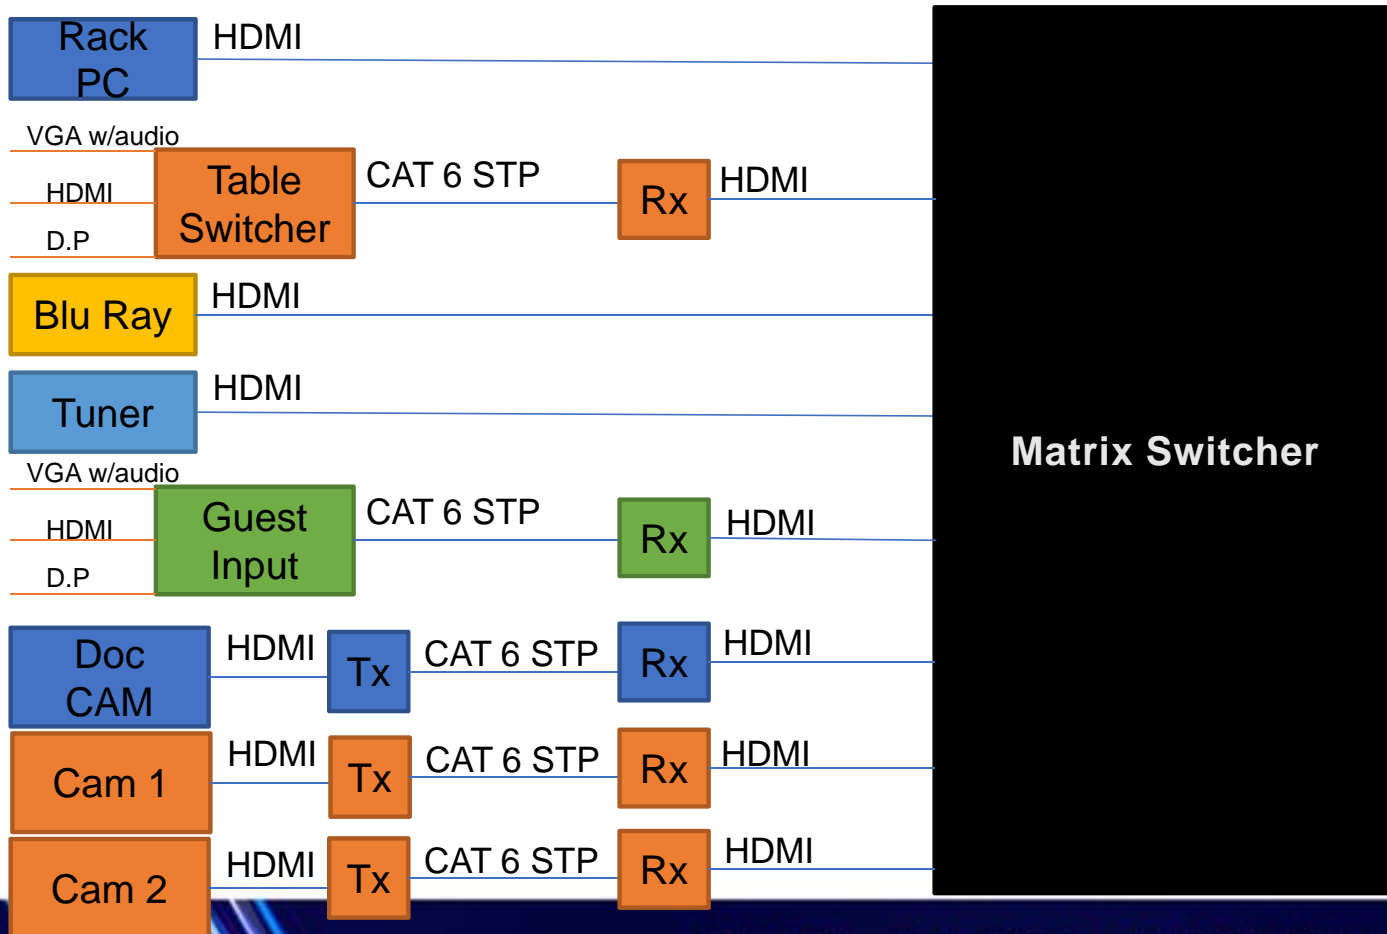 Rack
PC
HDMI
VGA w/audio
HDMI
D.P
Table
Switcher
CAT 6 STP
Rx
HDMI
Blu Ray
HDMI
Tuner
HDMI
VGA w/audio
HDMI
D.P
Guest
Input
CAT 6 STP
Rx
HDMI
Doc
CAM
HDMI
Tx
CAT 6 STP
Rx
HDMI
Cam 1
HDMI
Tx
CAT 6 STP
Rx
HDMI
Cam 2
HDMI
Tx
CAT 6 STP
Rx
HDMI
Matrix Switcher